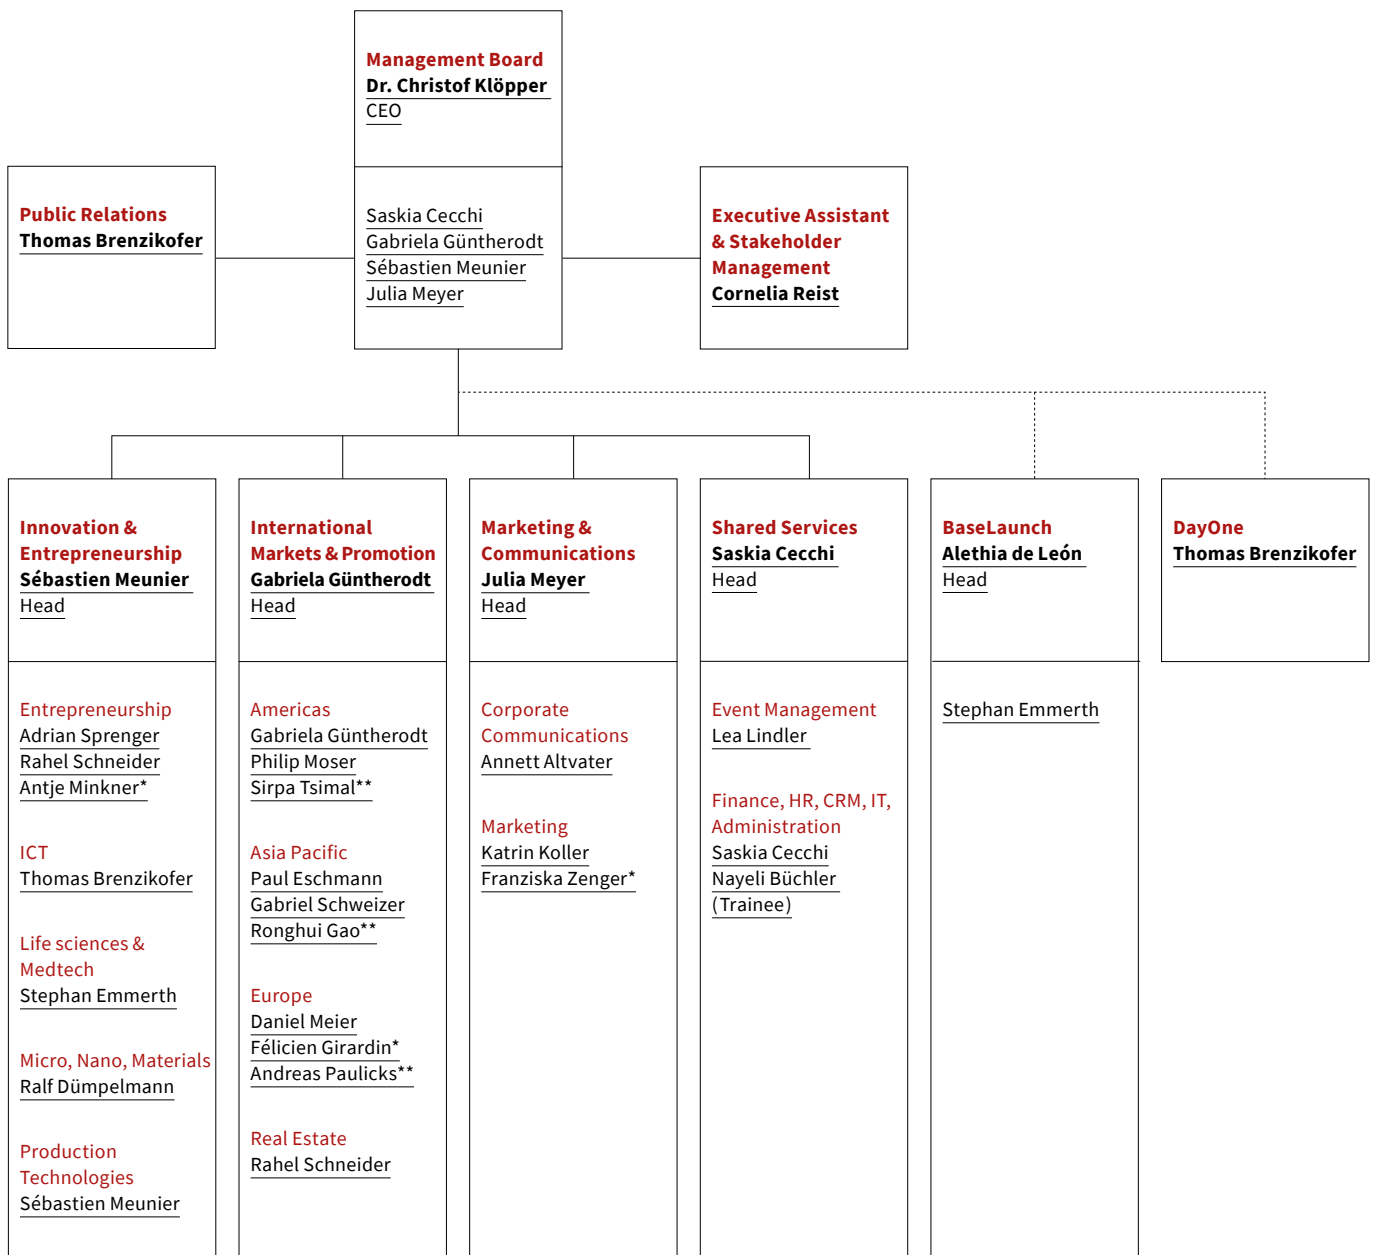 Management Board
Dr. Christof Klöpper
CEO
Saskia Cecchi
Gabriela Güntherodt
Sébastien Meunier
Julia Meyer
Public Relations
Thomas Brenzikofer
Executive Assistant
& Stakeholder
Management
Cornelia Reist
Innovation &
Entrepreneurship
Sébastien Meunier
Head
Entrepreneurship
Adrian Sprenger
Rahel Schneider
Antje Minkner*
ICT
Thomas Brenzikofer
Life sciences &
Medtech
Stephan Emmerth
Micro, Nano, Materials
Ralf Dümpelmann
Production
Technologies
Sébastien Meunier
International
Markets & Promotion
Gabriela Güntherodt
Head
Americas
Gabriela Güntherodt
Philip Moser
Sirpa Tsimal**
Asia Pacific
Paul Eschmann
Gabriel Schweizer
Ronghui Gao**
Europe
Daniel Meier
Félicien Girardin*
Andreas Paulicks**
Real Estate
Rahel Schneider
Marketing &
Communications
Julia Meyer
Head
Corporate
Communications
Annett Altvater
Marketing
Katrin Koller
Franziska Zenger*
Shared Services
Saskia Cecchi
Head
Event Management
Lea Lindler
Finance, HR, CRM, IT,
Administration
Saskia Cecchi
Nayeli Büchler
(Trainee)
BaseLaunch
Alethia de León
Head
Stephan Emmerth
DayOne
Thomas Brenzikofer